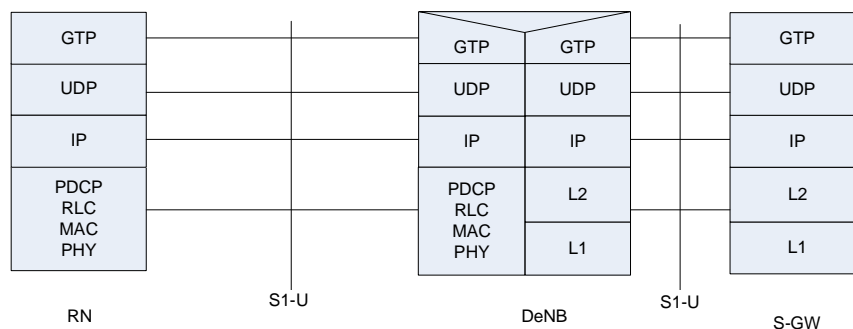 GTP
UDP
IP
PDCP
RLC
MAC
PHY
RN
S1-U
GTP
GTP
UDP
UDP
IP
IP
PDCP
RLC
MAC
PHY
L2
L1
DeNB
S1-U
GTP
UDP
IP
L2
L1
S-GW